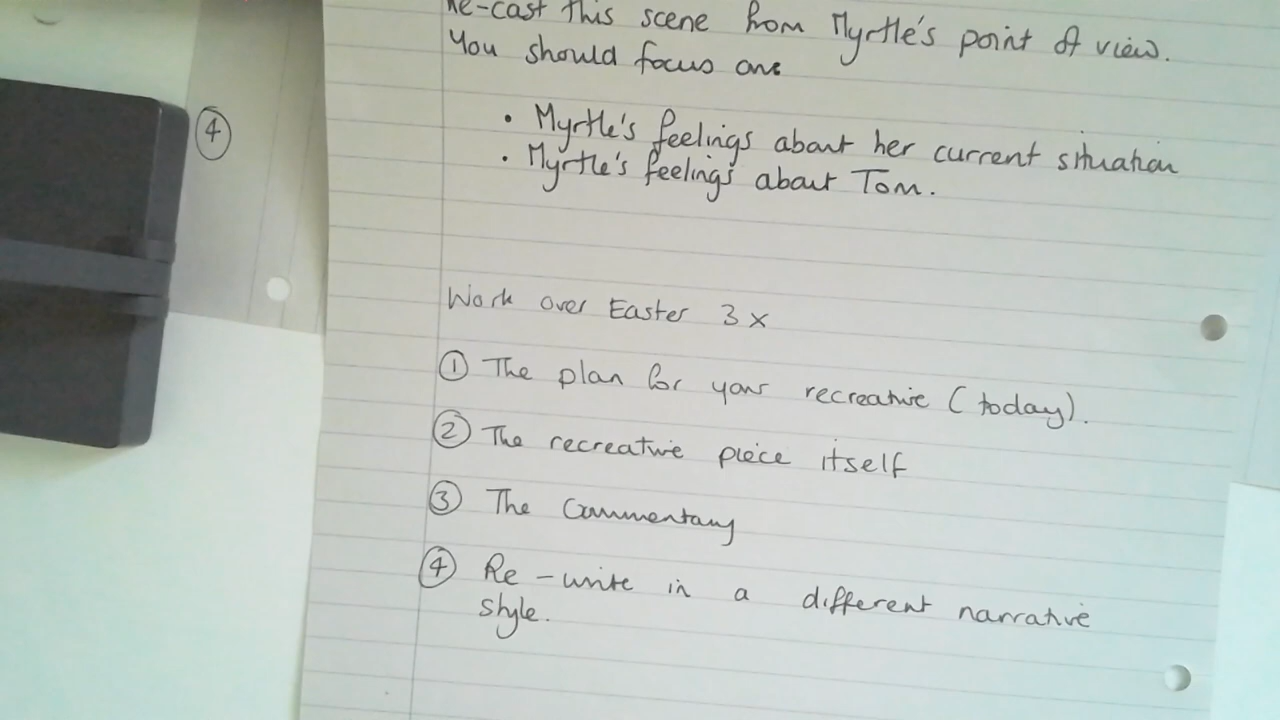 Re-cast this scene from Myrtle's point of view.
You should focus on:
• Myrtle's feelings about her current situation
• Myrtle's feelings about Tom.
4
Work over Easter 3 x
1 The plan for your recreative (today).
2 The recreative piece itself
3 The Commentary
4 Re-write in a different narrative
style.